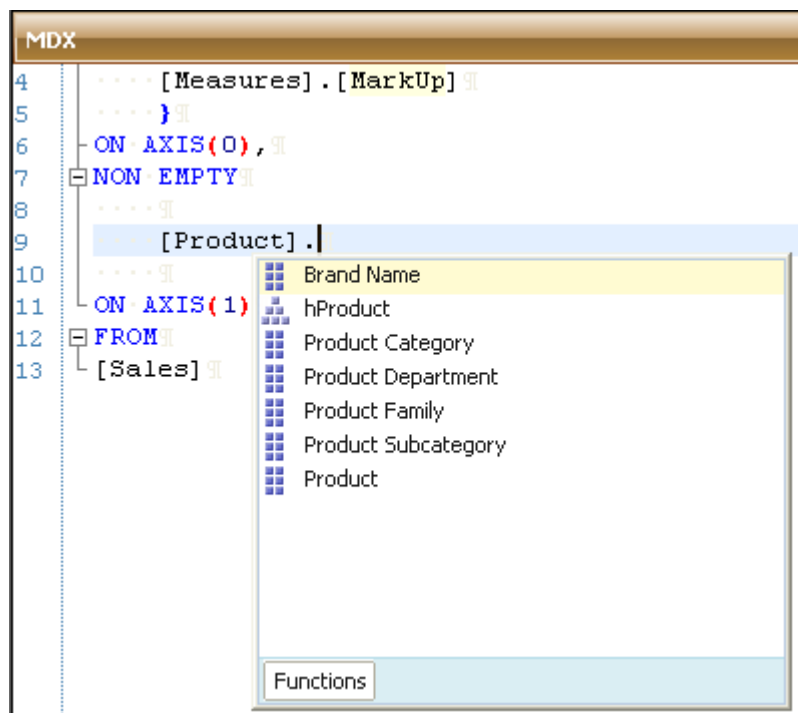 MDX
4 [Measures].[MarkUp]¶
5 }¶
6 ON AXIS(0),¶
7 NON EMPTY¶
8 ¶
9 [Product].
10 ¶
11 ON AXIS(1)
12 FROM¶
13 [Sales]¶
Brand Name
hProduct
Product Category
Product Department
Product Family
Product Subcategory
Product
Functions